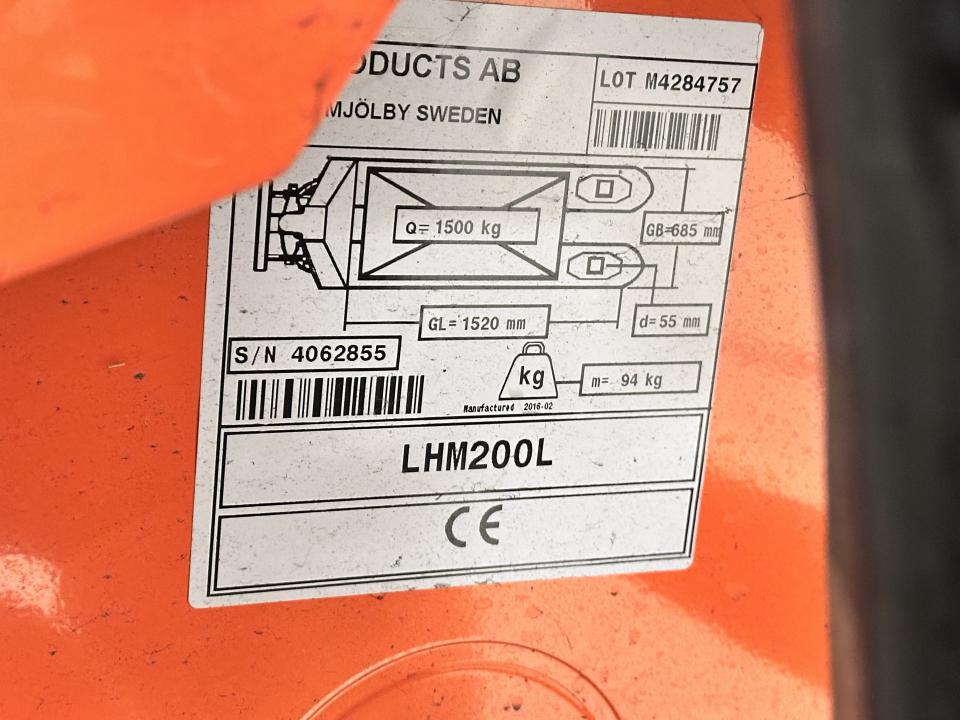 ODUCTS AB
MJÖLBY SWEDEN
LOT M4284757
Q= 1500 kg
GB=685 mm
GL= 1520 mm
d= 55 mm
S/N 4062855
kg
m= 94 kg
Manufactured 2016-02
LHM200L
CE